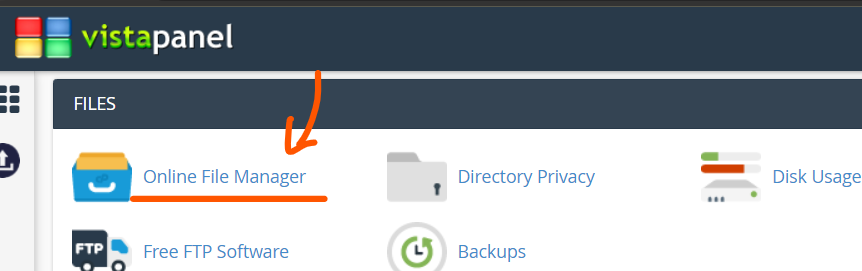 vistapanel
FILES
Online File Manager
Directory Privacy
Disk Usage
FTP
Free FTP Software
Backups